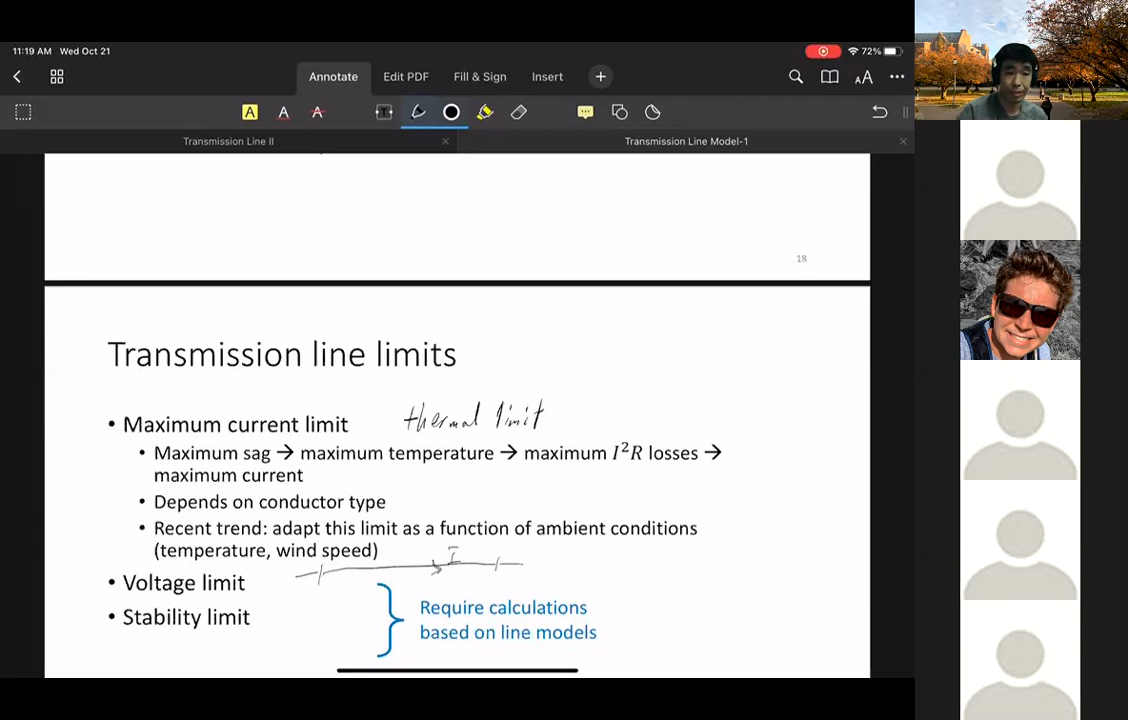 11:19 AM Wed Oct 21
72%
Annotate Edit PDF Fill & Sign Insert
AA
A A A T
Transmission Line II Transmission Line Model-1
18
Transmission line limits
• Maximum current limit thermal limit
• Maximum sag → maximum temperature → maximum I²R losses →
maximum current
• Depends on conductor type
• Recent trend: adapt this limit as a function of ambient conditions
(temperature, wind speed)
I
• Voltage limit
• Stability limit
Require calculations
based on line models